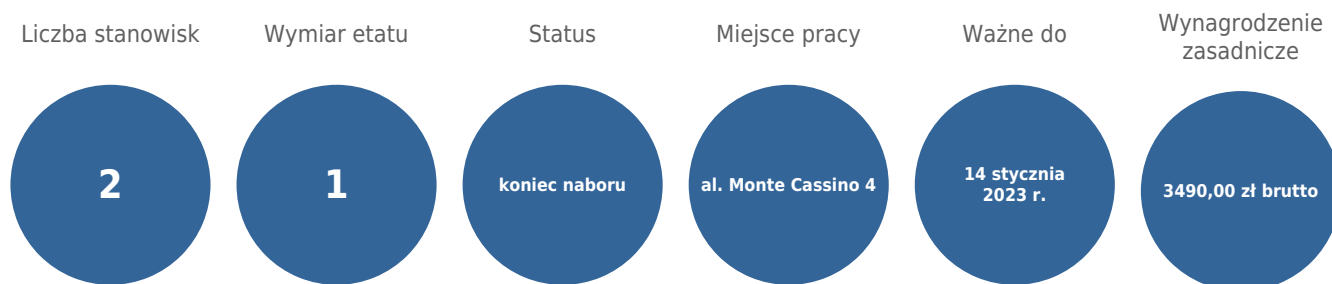 Liczba stanowisk
2
Wymiar etatu
1
Status
koniec naboru
Miejsce pracy
al. Monte Cassino 4
Ważne do
14 stycznia
2023 r.
Wynagrodzenie
zasadnicze
3490,00 zł brutto